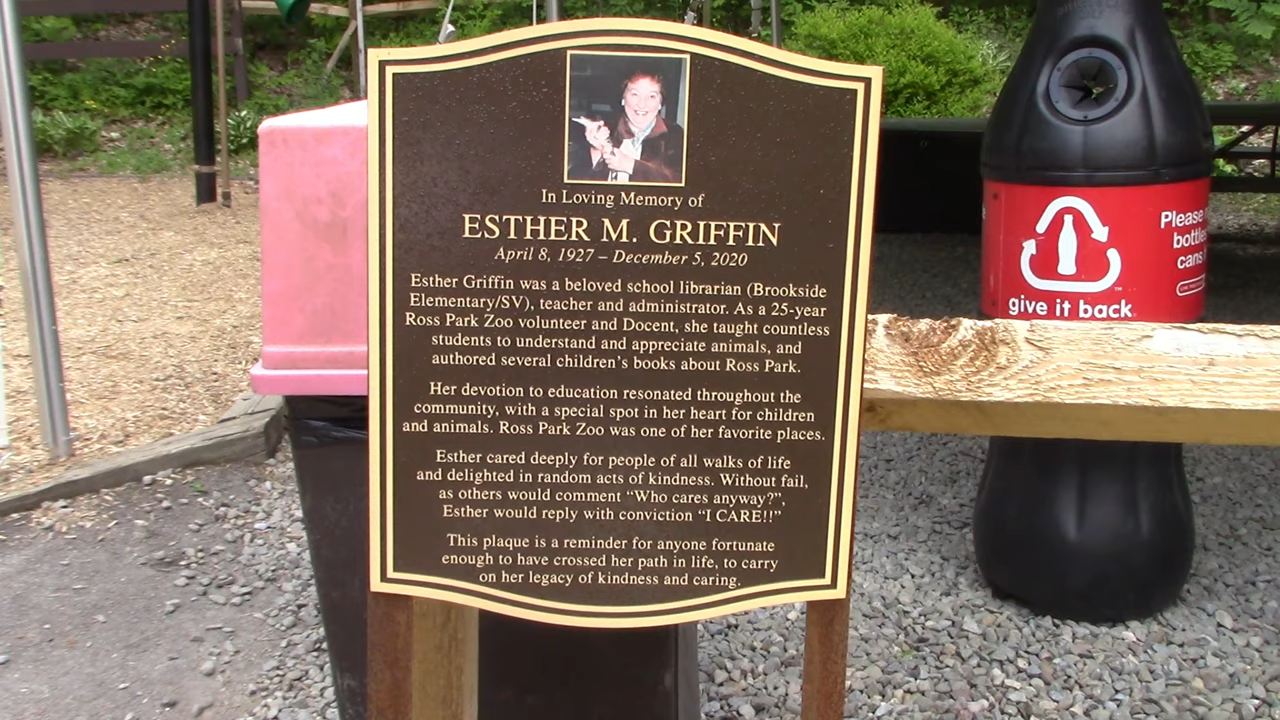 In Loving Memory of
ESTHER M. GRIFFIN
April 8, 1927 – December 5, 2020
Esther Griffin was a beloved school librarian (Brookside
Elementary/SV), teacher and administrator. As a 25-year
Ross Park Zoo volunteer and Docent, she taught countless
students to understand and appreciate animals, and
authored several children's books about Ross Park.
Her devotion to education resonated throughout the
community, with a special spot in her heart for children
and animals. Ross Park Zoo was one of her favorite places.
Esther cared deeply for people of all walks of life
and delighted in random acts of kindness. Without fail,
as others would comment “Who cares anyway?”,
Esther would reply with conviction “I CARE!!”
This plaque is a reminder for anyone fortunate
enough to have crossed her path in life, to carry
on her legacy of kindness and caring.
Please
bottles
cans
give it back